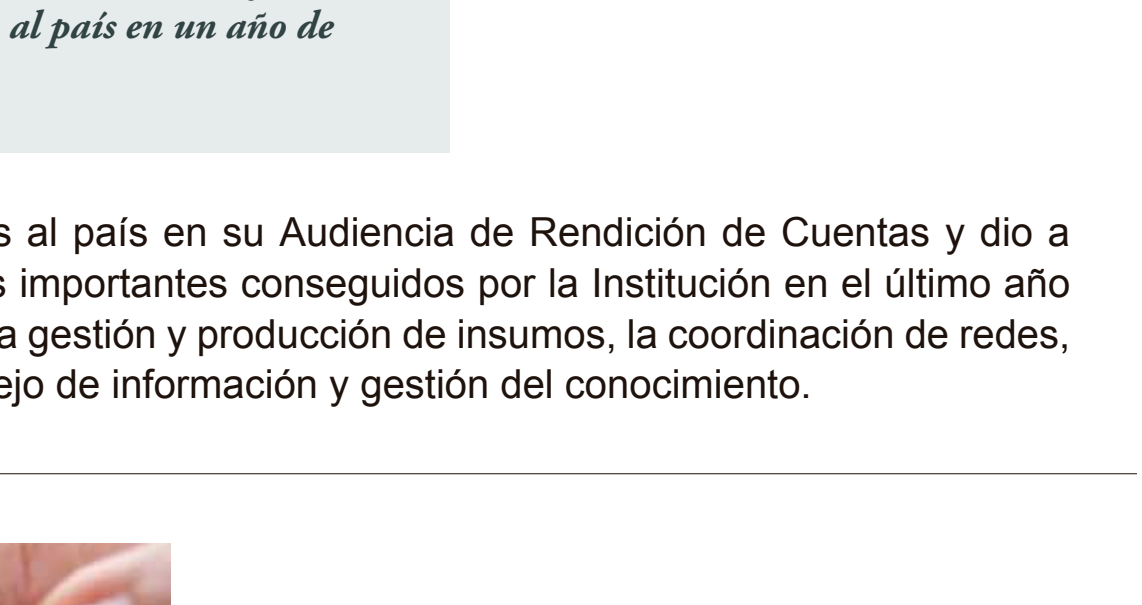 al país en un año de
al país en su Audiencia de Rendición de Cuentas y dio a
importantes conseguidos por la Institución en el último año
gestión y producción de insumos, la coordinación de redes,
de información y gestión del conocimiento.